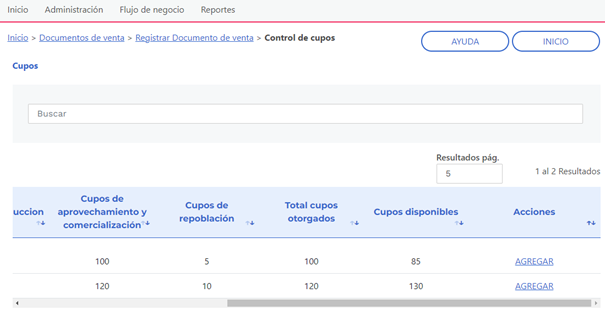 Inicio Administración Flujo de negocio Reportes
Inicio > Documentos de venta > Registrar Documento de venta > Control de cupos
AYUDA INICIO
Cupos
Buscar
Resultados pág.
5
1 al 2 Resultados
uccion Cupos de aprovechamiento y comercialización Cupos de repoblación Total cupos otorgados Cupos disponibles Acciones
100 5 100 85 AGREGAR
120 10 120 130 AGREGAR